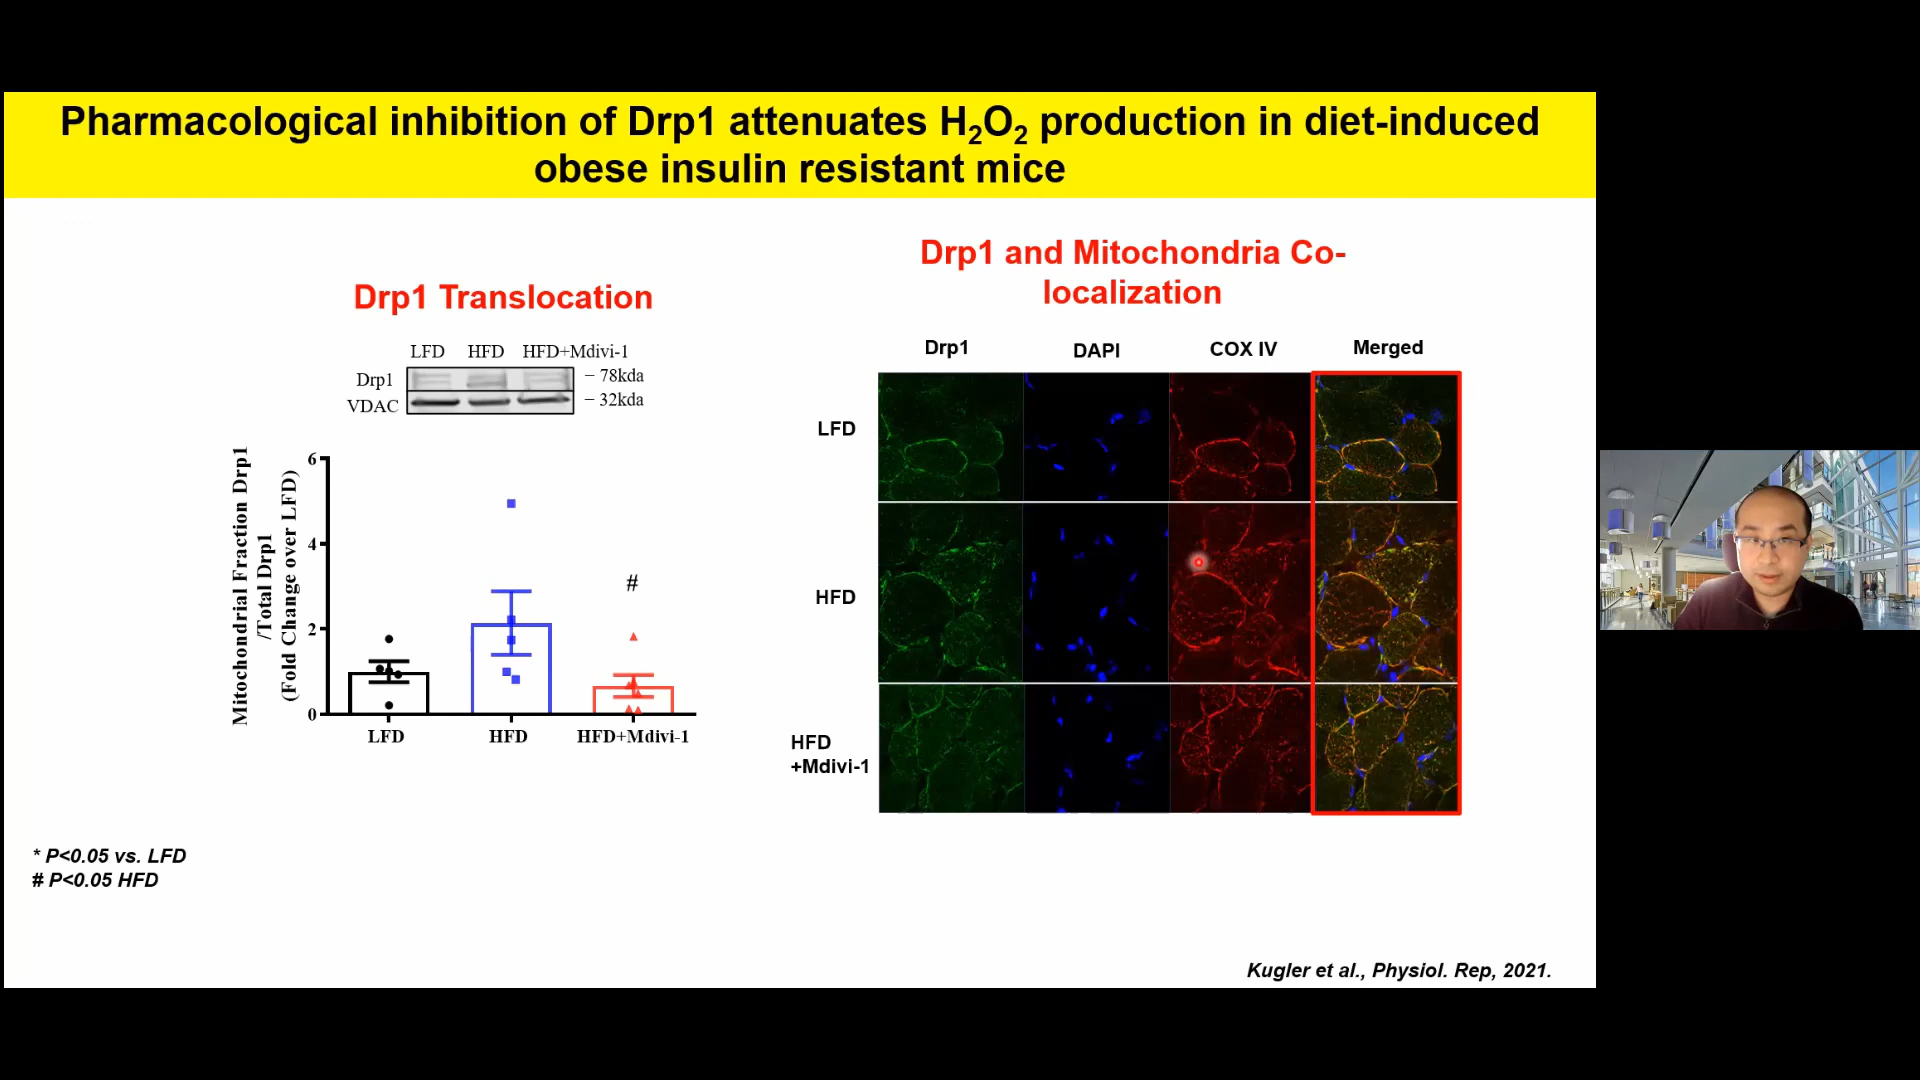 Pharmacological inhibition of Drp1 attenuates H₂O₂ production in diet-induced
obese insulin resistant mice
Drp1 Translocation
LFD HFD HFD+Mdivi-1
Drp1 – 78kda
VDAC – 32kda
Mitochondrial Fraction Drp1
/Total Drp1
(Fold Change over LFD)
6
4
2
0
#
LFD HFD HFD+Mdivi-1
Drp1 and Mitochondria Co-
localization
Drp1 DAPI COX IV Merged
LFD
HFD
HFD
+Mdivi-1
* P<0.05 vs. LFD
# P<0.05 HFD
Kugler et al., Physiol. Rep, 2021.